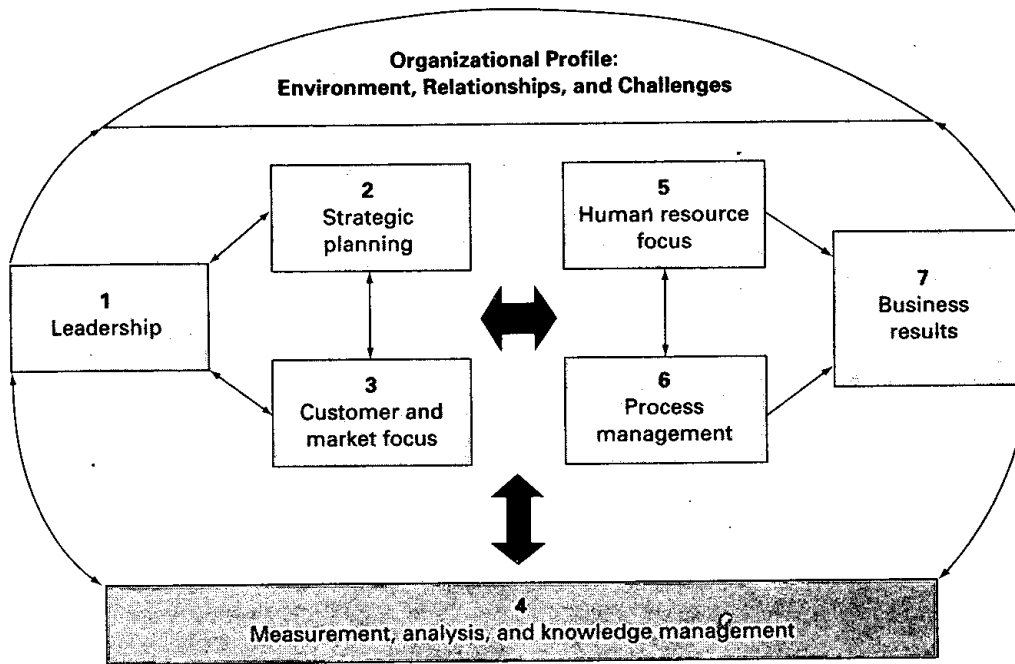 Organizational Profile:
Environment, Relationships, and Challenges
1
Leadership
2
Strategic
planning
3
Customer and
market focus
5
Human resource
focus
6
Process
management
7
Business
results
4
Measurement, analysis, and knowledge management